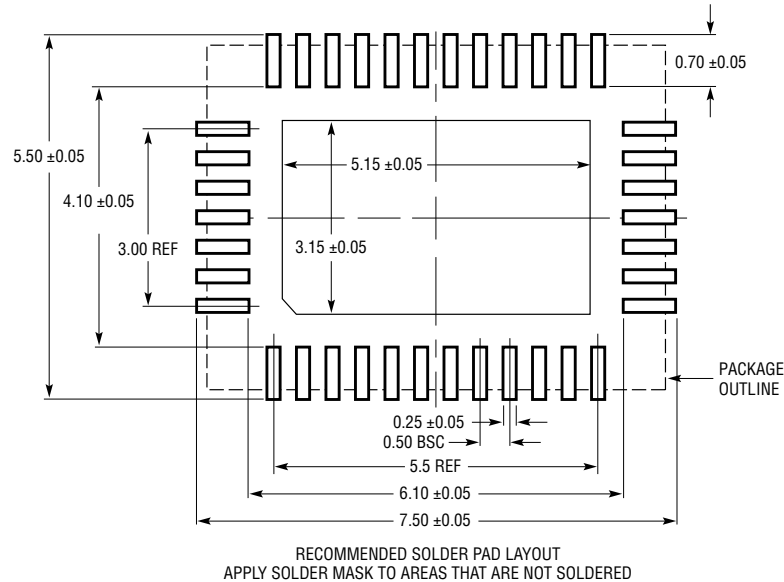 0.70 ±0.05
5.50 ±0.05
5.15 ±0.05
4.10 ±0.05
3.00 REF
3.15 ±0.05
PACKAGE
OUTLINE
0.25 ±0.05
0.50 BSC
5.5 REF
6.10 ±0.05
7.50 ±0.05
RECOMMENDED SOLDER PAD LAYOUT
APPLY SOLDER MASK TO AREAS THAT ARE NOT SOLDERED